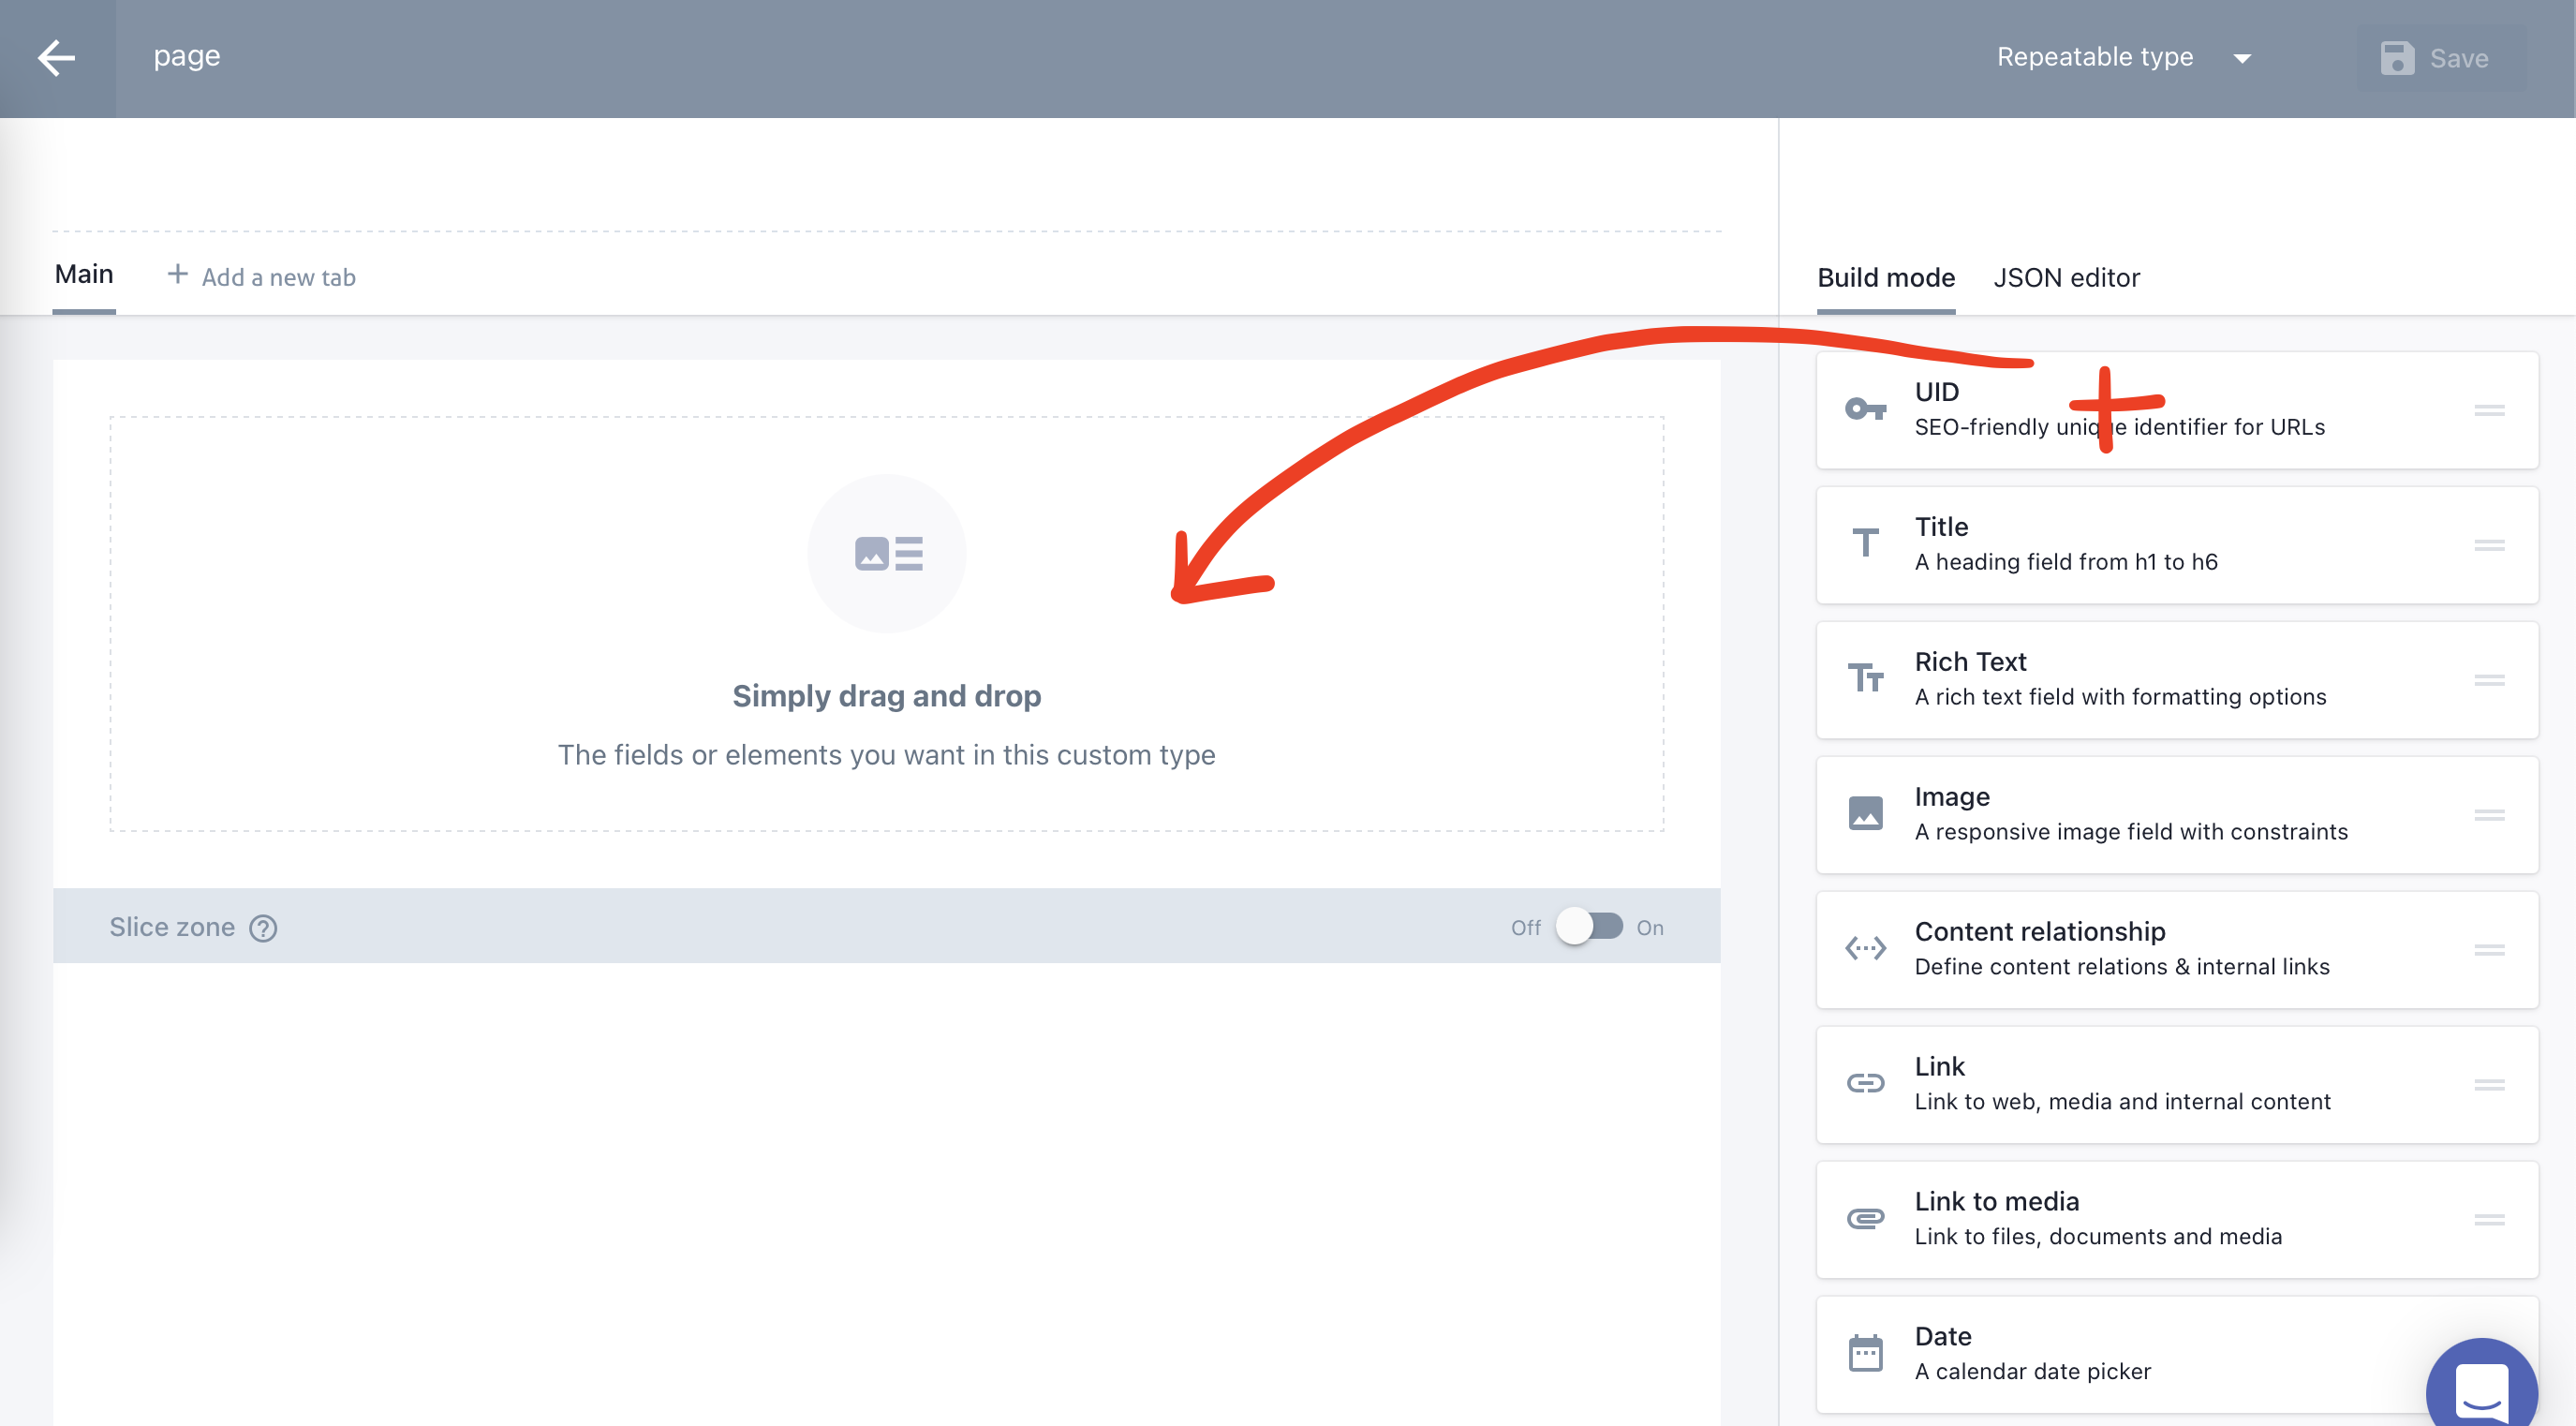 page
Repeatable type
Save
Main
Add a new tab
Build mode
JSON editor
Simply drag and drop
The fields or elements you want in this custom type
Slice zone
Off
On
UID
SEO-friendly unique identifier for URLs
Title
A heading field from h1 to h6
Rich Text
A rich text field with formatting options
Image
A responsive image field with constraints
Content relationship
Define content relations & internal links
Link
Link to web, media and internal content
Link to media
Link to files, documents and media
Date
A calendar date picker